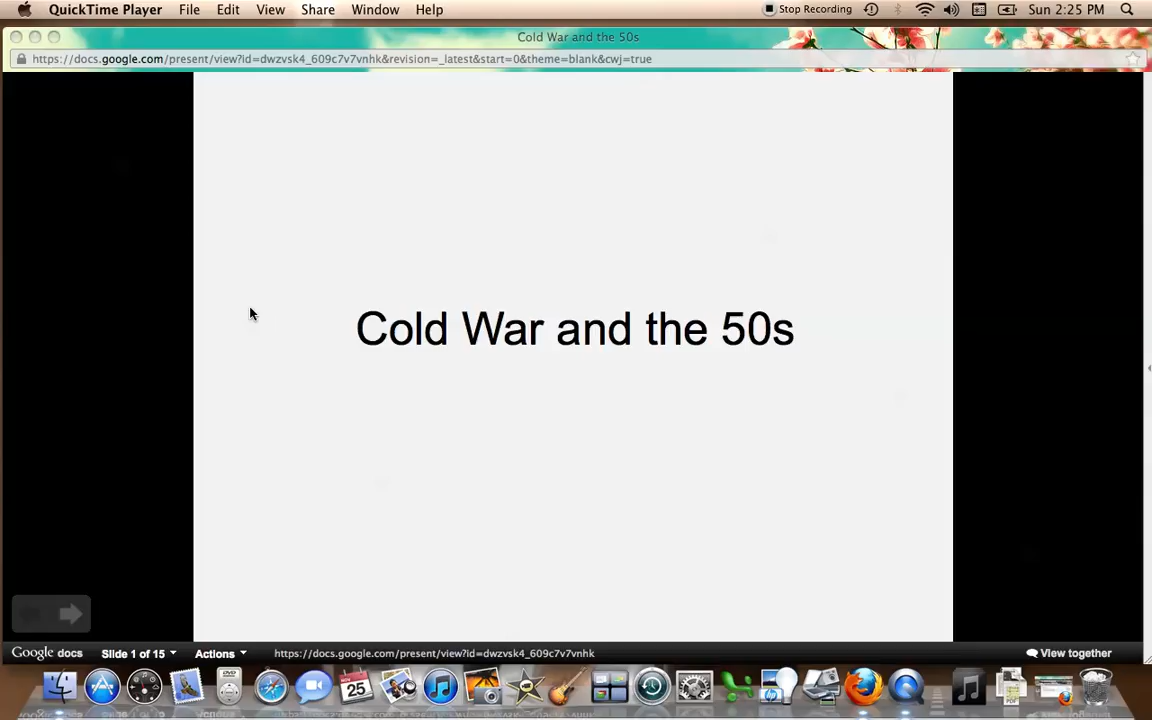 QuickTime Player File Edit View Share Window Help Stop Recording Sun 2:25 PM
Cold War and the 50s
https://docs.google.com/present/view?id=dwzvsk4_609c7v7vnhk&revision=_latest&start=0&theme=blank&cwj=true
Cold War and the 50s
Google docs Slide 1 of 15 Actions https://docs.google.com/present/view?id=dwzvsk4_609c7v7vnhk View together
25